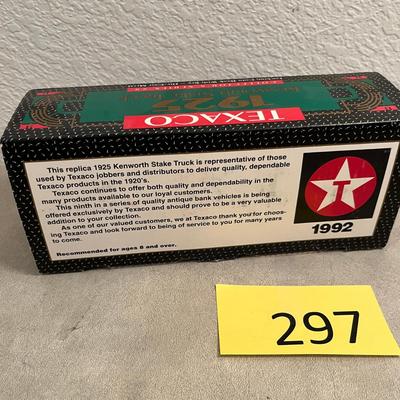 COLLECTOR'S SERIES #9
1925
TEXACO
This replica 1925 Kenworth Stake Truck is representative of those
used by Texaco jobbers and distributors to deliver quality, dependable
Texaco products in the 1920's.
Texaco continues to offer both quality and dependability in the
many products available to our loyal customers.
This ninth in a series of quality antique bank vehicles is being
offered exclusively by Texaco and should prove to be a very valuable
addition to your collection.
As one of our valued customers, we at Texaco thank you for choos-
ing Texaco and look forward to being of service to you for many years
to come.
Recommended for ages 8 and over.
T
1992
297